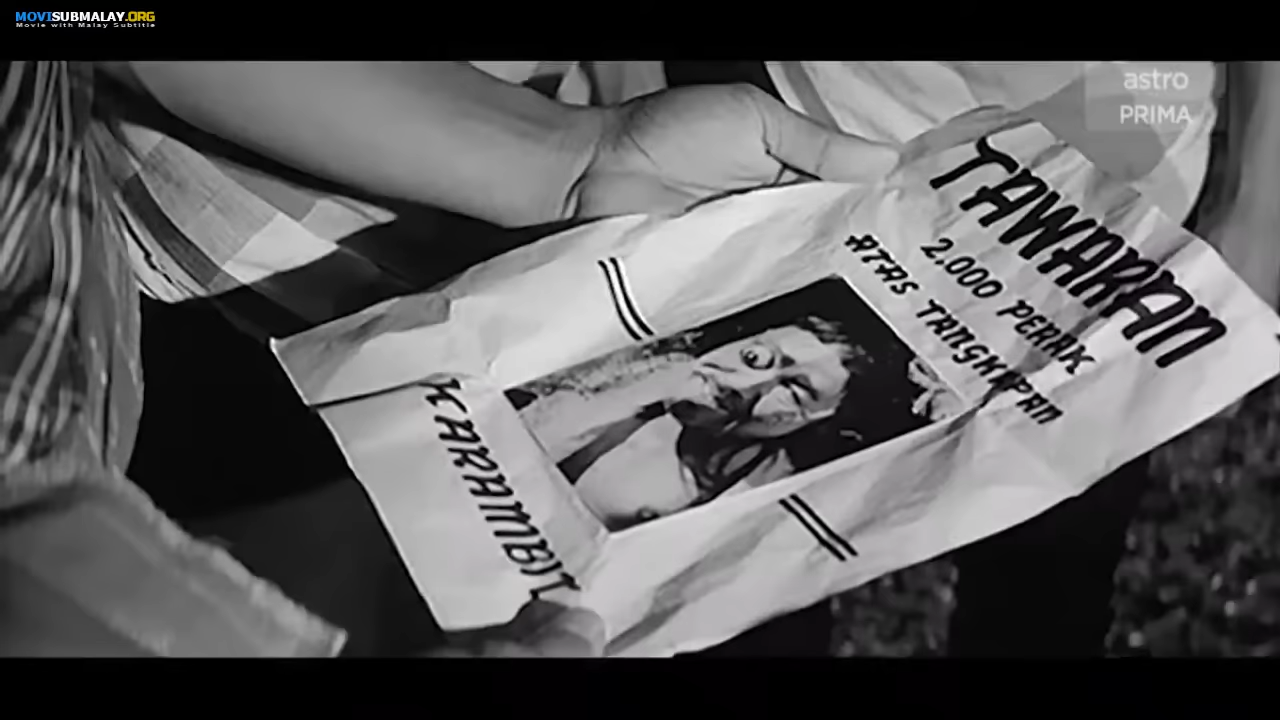 MOVISUBMALAY.ORG
Movie with Malay Subtitle
astro
PRIMA
TAWARAN
2.000 PERAK
ATAS TANGKAPAN
KARAMBIT